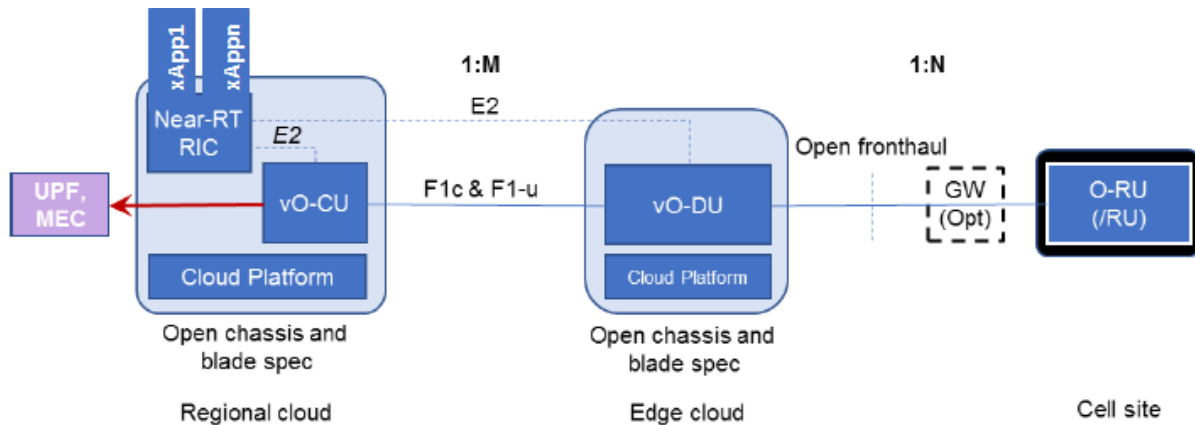 xApp1
xAppn
1:M
1:N
Near-RT
RIC
E2
E2
Open fronthaul
UPF,
MEC
vO-CU
F1c & F1-u
vO-DU
GW
(Opt)
O-RU
(/RU)
Cloud Platform
Cloud Platform
Open chassis and
blade spec
Open chassis and
blade spec
Regional cloud
Edge cloud
Cell site